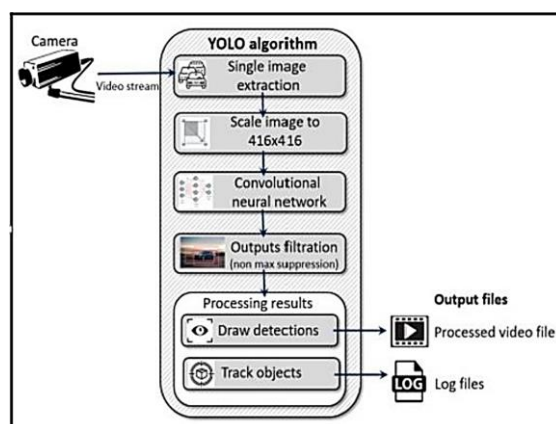 Camera
Video stream
YOLO algorithm
Single image
extraction
Scale image to
416x416
Convolutional
neural network
Outputs filtration
(non max suppression)
Processing results
Draw detections
Track objects
Output files
Processed video file
LOG
Log files